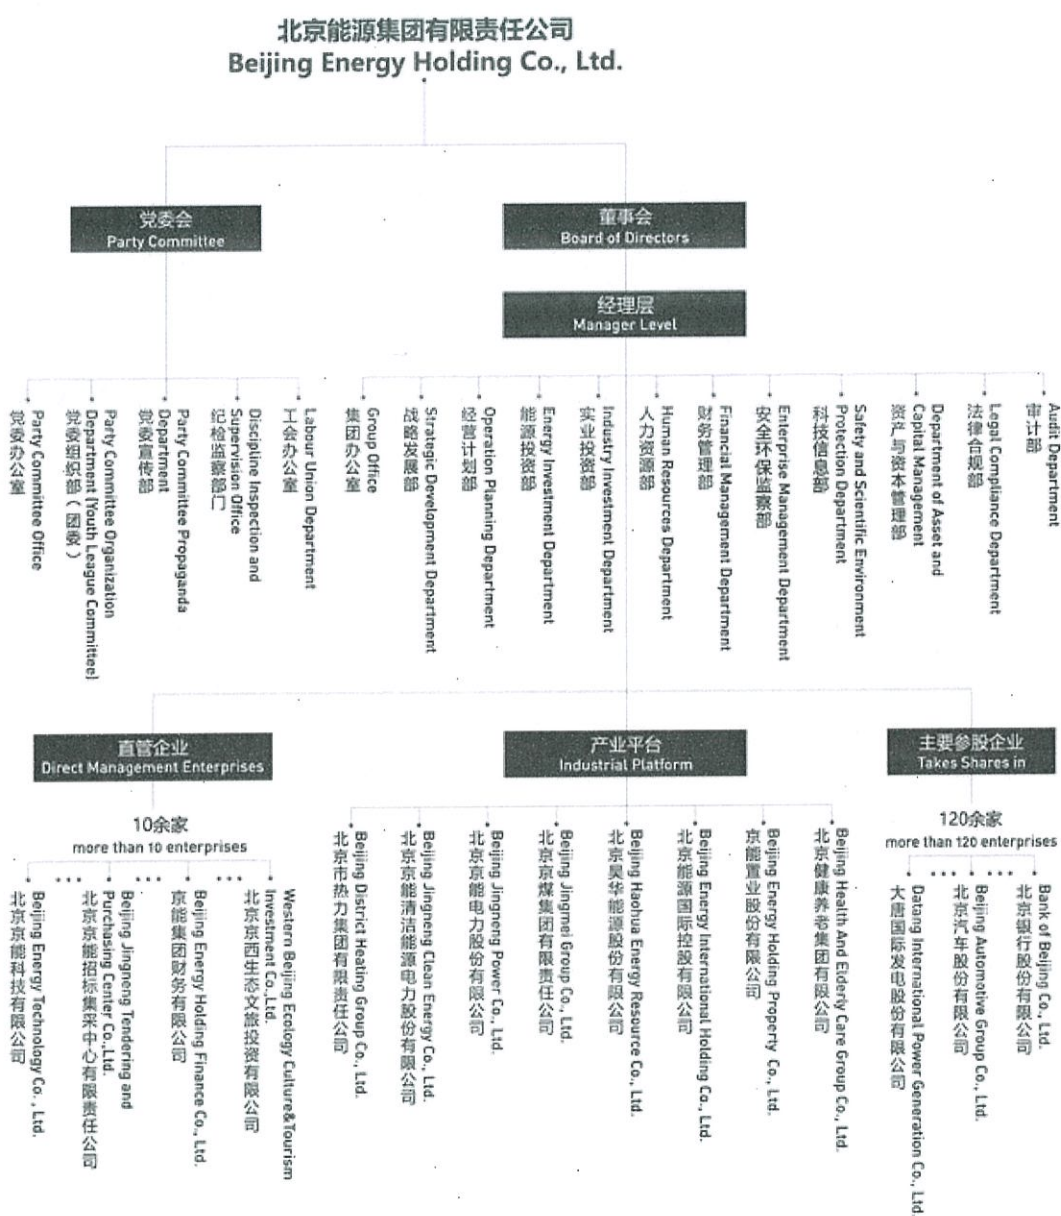 北京能源集团有限责任公司
Beijing Energy Holding Co., Ltd.
党委会
Party Committee
董事会
Board of Directors
经理层
Manager Level
Party Committee Office
党委办公室
Party Committee Organization
Department (Youth League Committee)
党委组织部（团委）
Party Committee Propaganda
Department
党委宣传部
Discipline Inspection and
Supervision Office
纪检监察部门
Labour Union Department
工会办公室
Group Office
集团办公室
Strategic Development Department
战略发展部
Operation Planning Department
经营计划部
Energy Investment Department
能源投资部
Industry Investment Department
实业投资部
Human Resources Department
人力资源部
Financial Management Department
财务管理部
Enterprise Management Department
安全环保监察部
Safety and Scientific Environment
Protection Department
科技信息部
Department of Asset and
Capital Management
资产与资本管理部
Legal Compliance Department
法律合规部
Audit Department
审计部
直管企业
Direct Management Enterprises
产业平台
Industrial Platform
主要参股企业
Takes Shares in
10余家
more than 10 enterprises
120余家
more than 120 enterprises
Beijing Energy Technology Co., Ltd.
北京京能科技有限公司
Beijing Jingneng Tendering and
Purchasing Center Co.,Ltd.
北京京能招标集采中心有限责任公司
Beijing Energy Holding Finance Co., Ltd.
京能集团财务有限公司
Western Beijing Ecology Culture&Tourism
Investment Co.,Ltd.
北京京西生态文旅投资有限公司
Beijing District Heating Group Co., Ltd.
北京市热力集团有限责任公司
Beijing Jingneng Clean Energy Co., Ltd.
北京京能清洁能源电力股份有限公司
Beijing Jingneng Power Co., Ltd.
北京京能电力股份有限公司
Beijing Jingmei Group Co., Ltd.
北京京煤集团有限责任公司
Beijing Haohua Energy Resource Co., Ltd.
北京昊华能源股份有限公司
Beijing Energy International Holding Co., Ltd.
北京能源国际控股有限公司
Beijing Energy Holding Property Co., Ltd.
京能置业股份有限公司
Beijing Health And Elderly Care Group Co., Ltd.
北京健康养老集团有限公司
Datang International Power Generation Co., Ltd.
大唐国际发电股份有限公司
Beijing Automotive Group Co., Ltd.
北京汽车股份有限公司
Bank of Beijing Co., Ltd.
北京银行股份有限公司